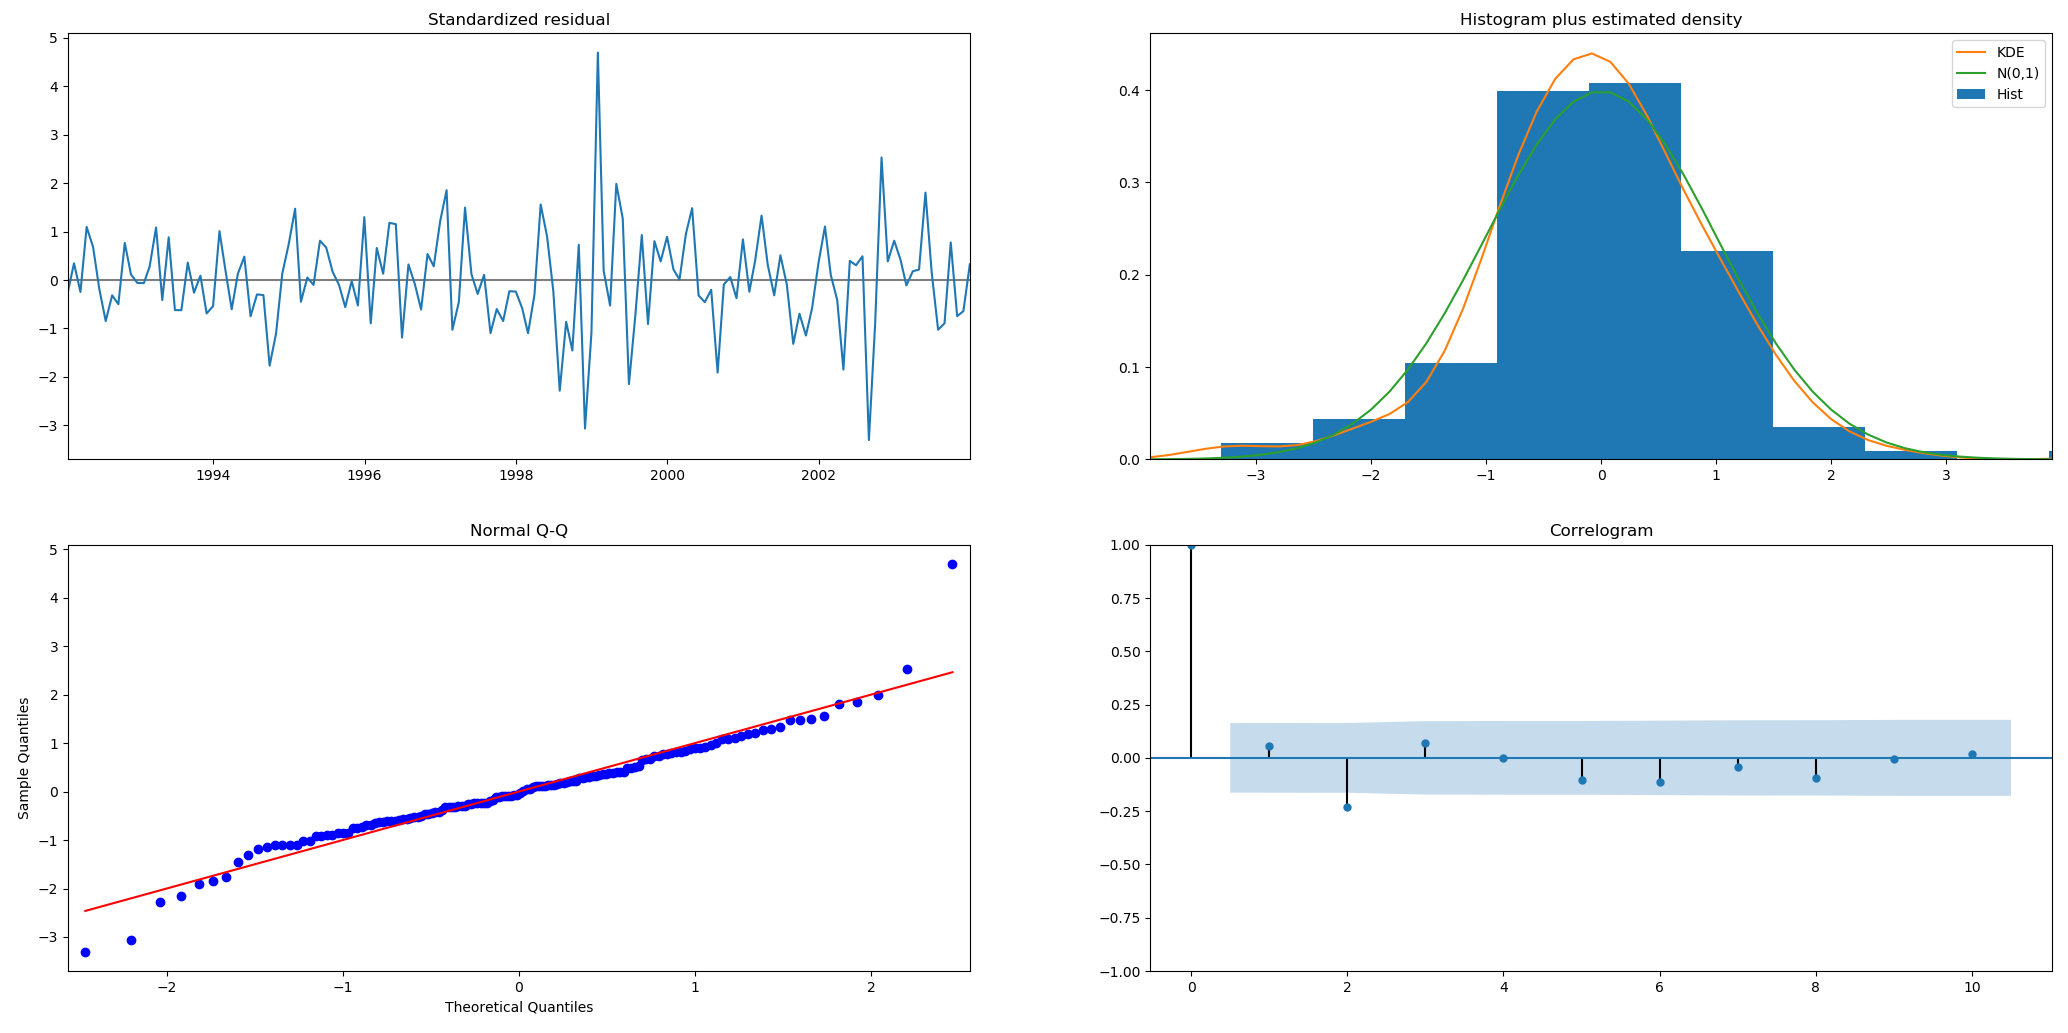 Standardized residual
5
4
3
2
1
0
−1
−2
−3
1994 1996 1998 2000 2002
Histogram plus estimated density
KDE
N(0,1)
Hist
0.4
0.3
0.2
0.1
0.0
−3 −2 −1 0 1 2 3
Normal Q-Q
Sample Quantiles
5
4
3
2
1
0
−1
−2
−3
−2 −1 0 1 2
Theoretical Quantiles
Correlogram
1.00
0.75
0.50
0.25
0.00
−0.25
−0.50
−0.75
−1.00
0 2 4 6 8 10